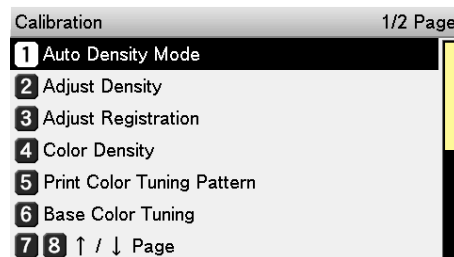 Calibration 1/2 Page
1 Auto Density Mode
2 Adjust Density
3 Adjust Registration
4 Color Density
5 Print Color Tuning Pattern
6 Base Color Tuning
7 8 ↑ / ↓ Page